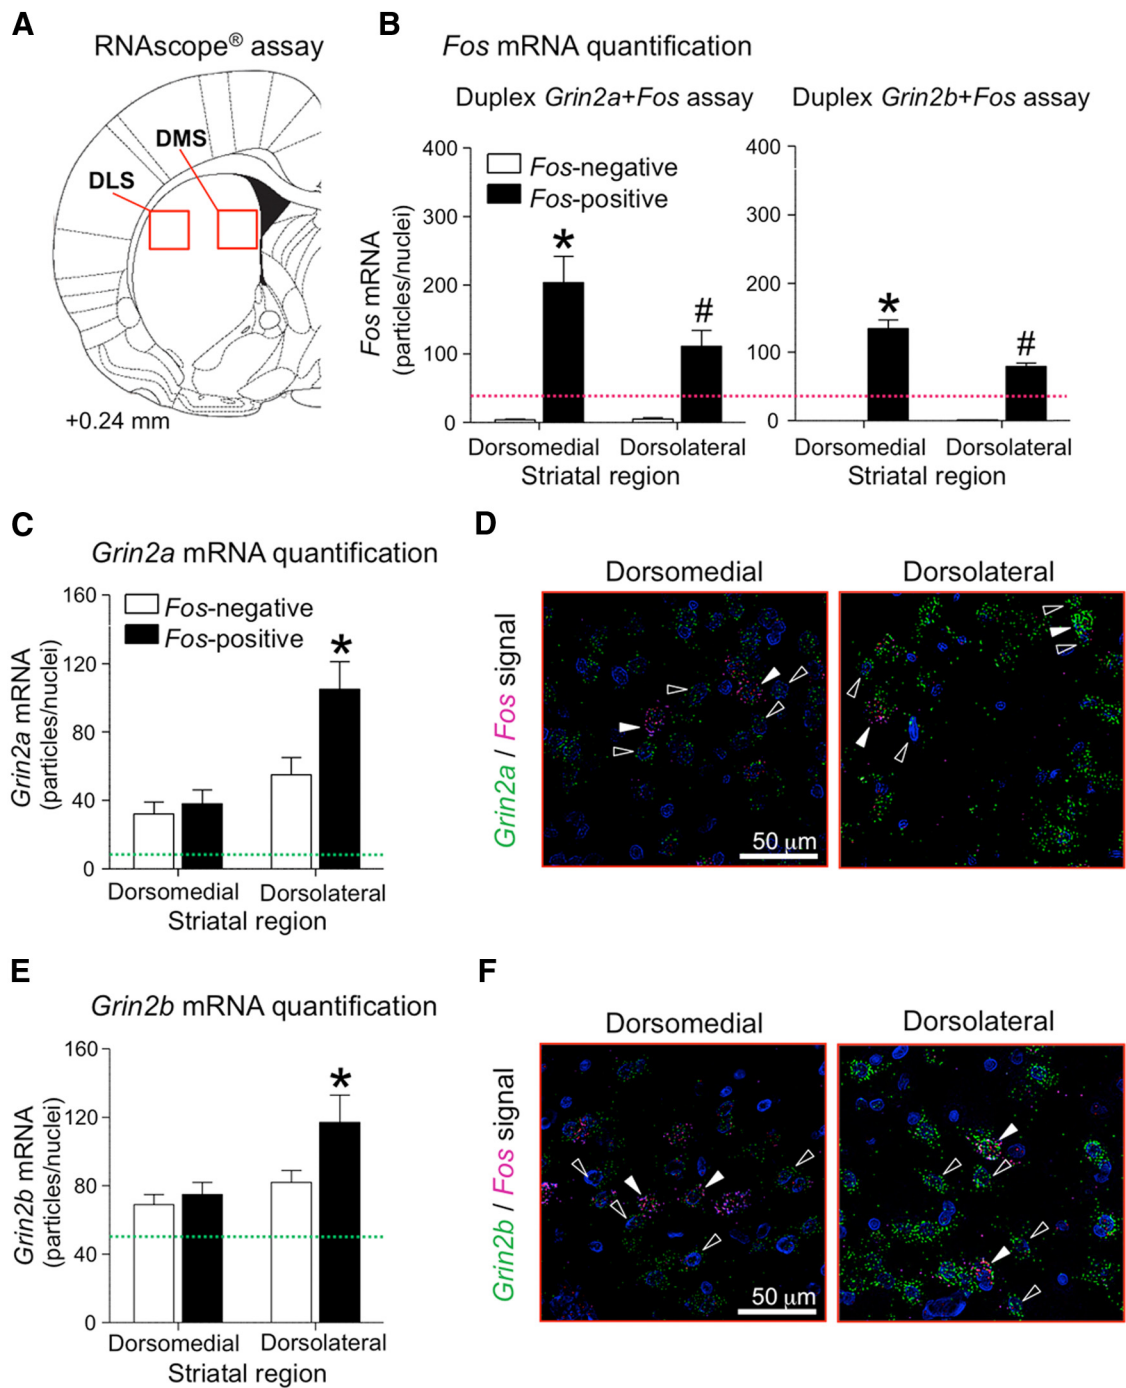 A
RNAscope® assay
DMS
DLS
+0.24 mm
B
Fos mRNA quantification
Duplex Grin2a+Fos assay
Duplex Grin2b+Fos assay
Fos mRNA
(particles/nuclei)
400
300
200
100
0
Fos-negative
Fos-positive
*
#
Dorsomedial
Dorsolateral
Striatal region
400
300
200
100
0
*
#
Dorsomedial
Dorsolateral
Striatal region
C
Grin2a mRNA quantification
Grin2a mRNA
(particles/nuclei)
160
120
80
40
0
Fos-negative
Fos-positive
*
Dorsomedial
Dorsolateral
Striatal region
D
Dorsomedial
Dorsolateral
Grin2a / Fos signal
50 μm
E
Grin2b mRNA quantification
Grin2b mRNA
(particles/nuclei)
160
120
80
40
0
*
Dorsomedial
Dorsolateral
Striatal region
F
Dorsomedial
Dorsolateral
Grin2b / Fos signal
50 μm